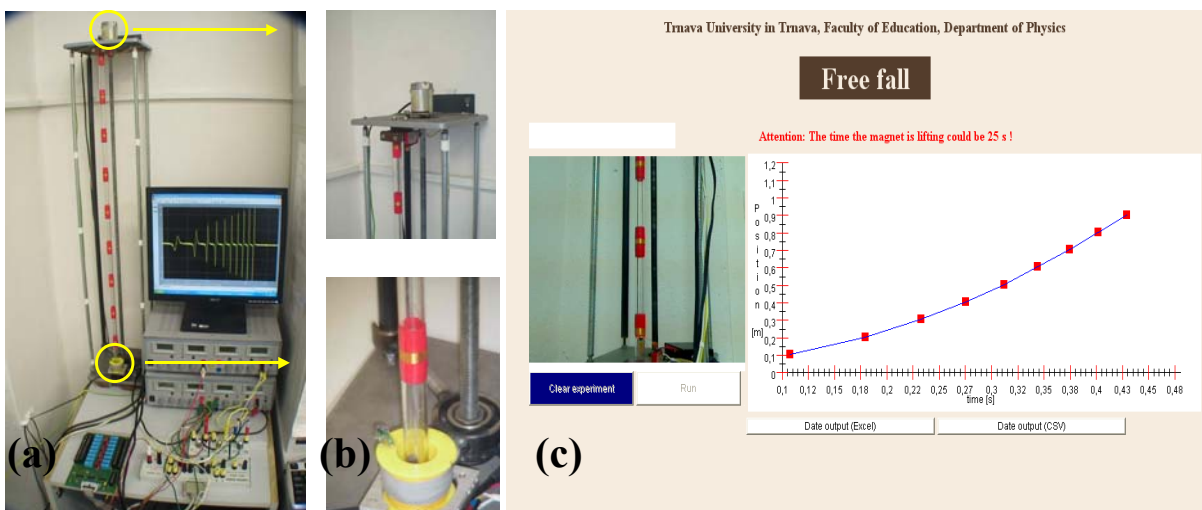 Trnava University in Trnava, Faculty of Education, Department of Physics
Free fall
Attention: The time the magnet is lifting could be 25 s !
1,2
1,1
1
0,9
0,8
0,7
0,6
0,5
0,4
0,3
0,2
0,1
0
Position
[m]
0,1 0,12 0,15 0,18 0,2 0,22 0,23 0,25 0,27 0,3 0,32 0,35 0,38 0,4 0,43 0,45 0,48
time [s]
Clear experiment
Run
Date output (Excel)
Date output (CSV)
(a)
(b)
(c)